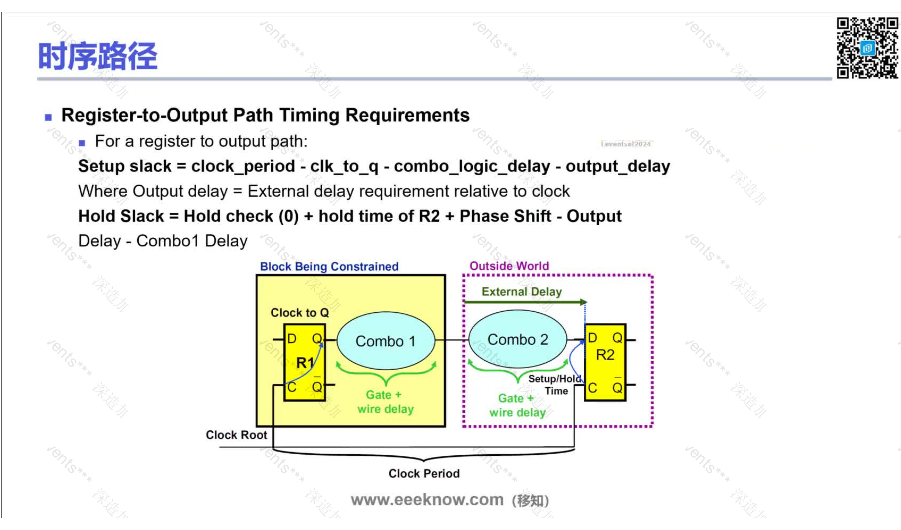 时序路径
Register-to-Output Path Timing Requirements
For a register to output path:
Setup slack = clock_period - clk_to_q - combo_logic_delay - output_delay
Where Output delay = External delay requirement relative to clock
Hold Slack = Hold check (0) + hold time of R2 + Phase Shift - Output
Delay - Combo1 Delay
Block Being Constrained
Outside World
External Delay
Clock to Q
D Q
R1
C Q
Combo 1
Combo 2
D Q
R2
C Q
Setup/Hold
Time
Gate +
wire delay
Gate +
wire delay
Clock Root
Clock Period
www.eeeknow.com（移知）